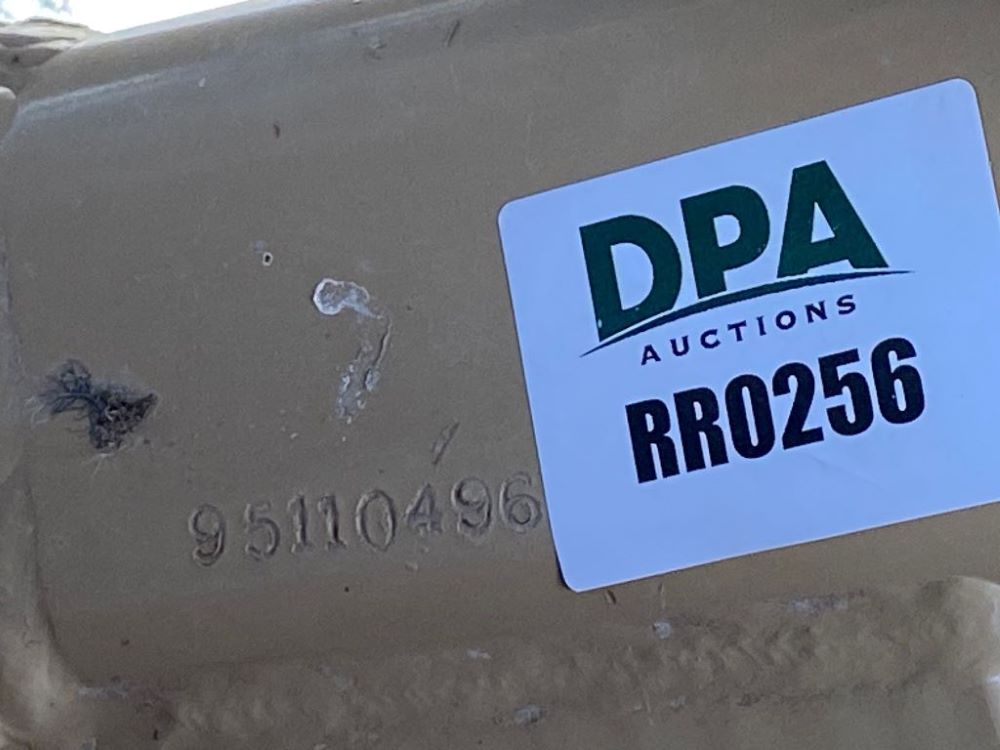 DPA
AUCTIONS
RR0256
95110496